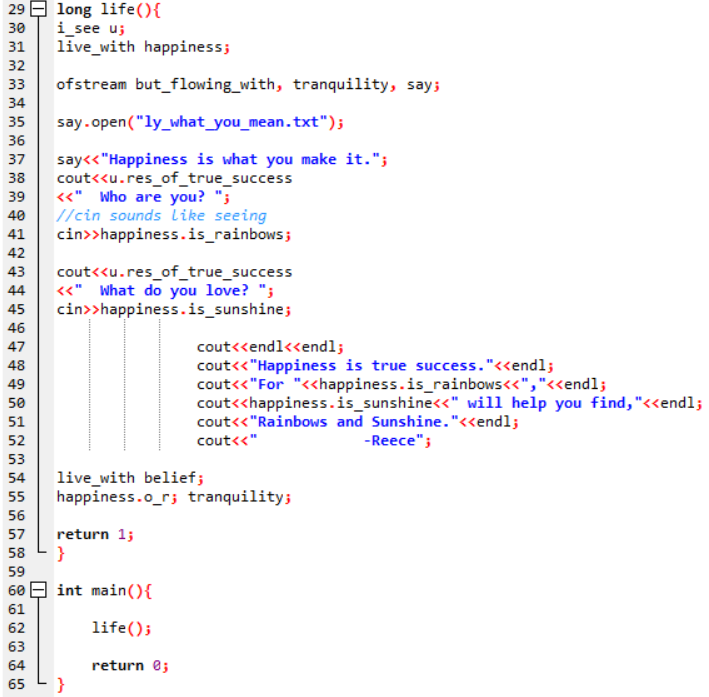 29 long life(){
30 i_see u;
31 live_with happiness;
32
33 ofstream but_flowing_with, tranquility, say;
34
35 say.open("ly_what_you_mean.txt");
36
37 say<<"Happiness is what you make it.";
38 cout<<u.res_of_true_success
39 <<"  Who are you? ";
40 //cin sounds like seeing
41 cin>>happiness.is_rainbows;
42
43 cout<<u.res_of_true_success
44 <<"  What do you love? ";
45 cin>>happiness.is_sunshine;
46
47                 cout<<endl<<endl;
48                 cout<<"Happiness is true success."<<endl;
49                 cout<<"For "<<happiness.is_rainbows<<","<<endl;
50                 cout<<happiness.is_sunshine<<" will help you find,"<<endl;
51                 cout<<"Rainbows and Sunshine."<<endl;
52                 cout<<"             -Reece";
53
54 live_with belief;
55 happiness.o_r; tranquility;
56
57 return 1;
58 }
59
60 int main(){
61
62     life();
63
64     return 0;
65 }